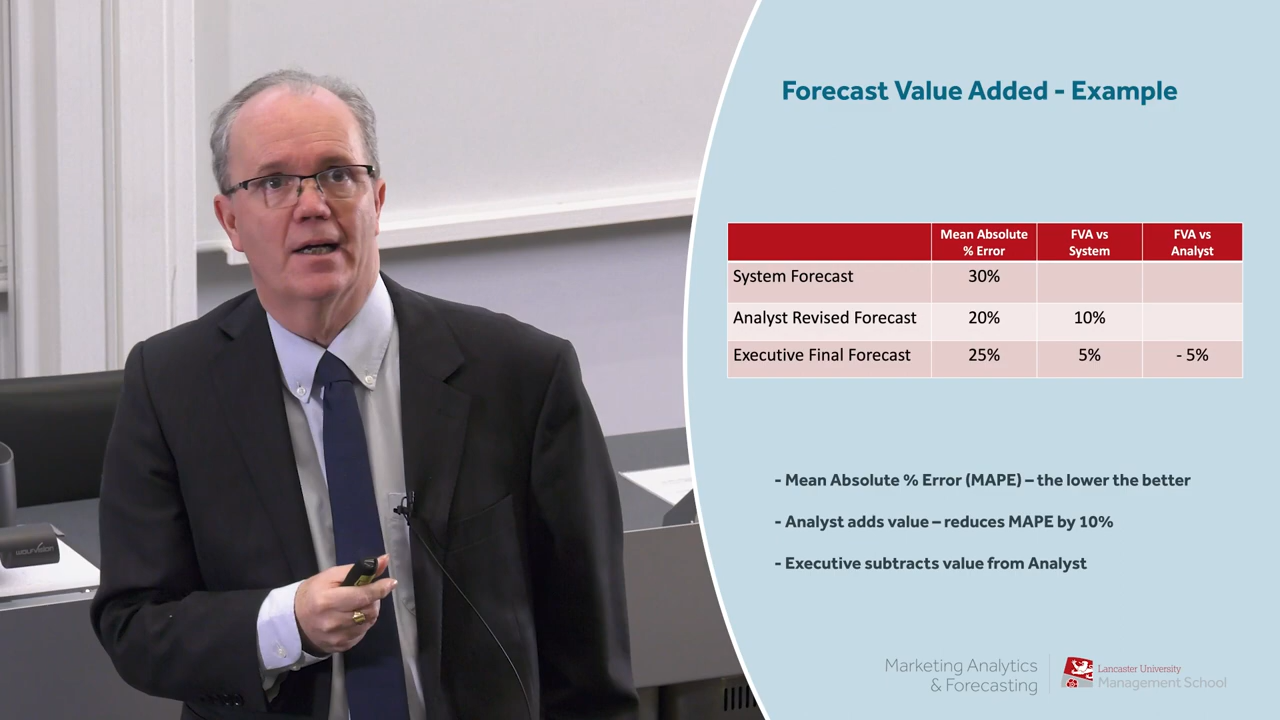 Forecast Value Added - Example
Mean Absolute FVA vs FVA vs
% Error System Analyst
System Forecast 30%
Analyst Revised Forecast 20% 10%
Executive Final Forecast 25% 5% - 5%
- Mean Absolute % Error (MAPE) – the lower the better
- Analyst adds value – reduces MAPE by 10%
- Executive subtracts value from Analyst
wolfvision
Marketing Analytics
& Forecasting
Lancaster University
Management School